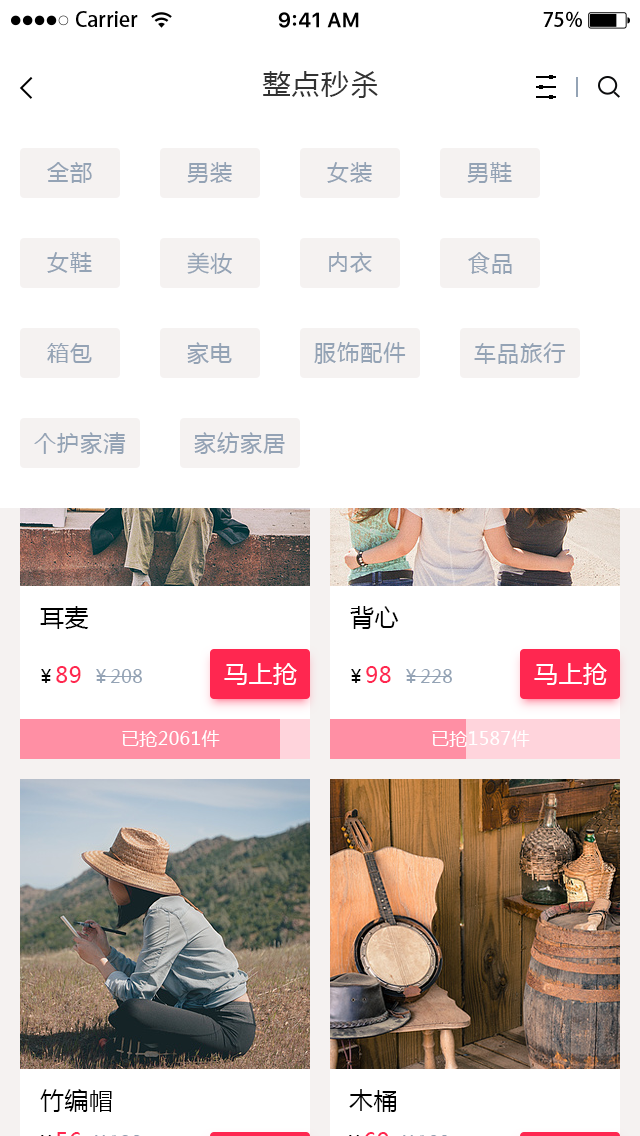 Carrier 9:41 AM 75%
整点秒杀
全部 男装 女装 男鞋
女鞋 美妆 内衣 食品
箱包 家电 服饰配件 车品旅行
个护家清 家纺家居
耳麦 背心
¥89 ¥208 马上抢 ¥98 ¥228 马上抢
已抢2061件 已抢1587件
竹编帽 木桶